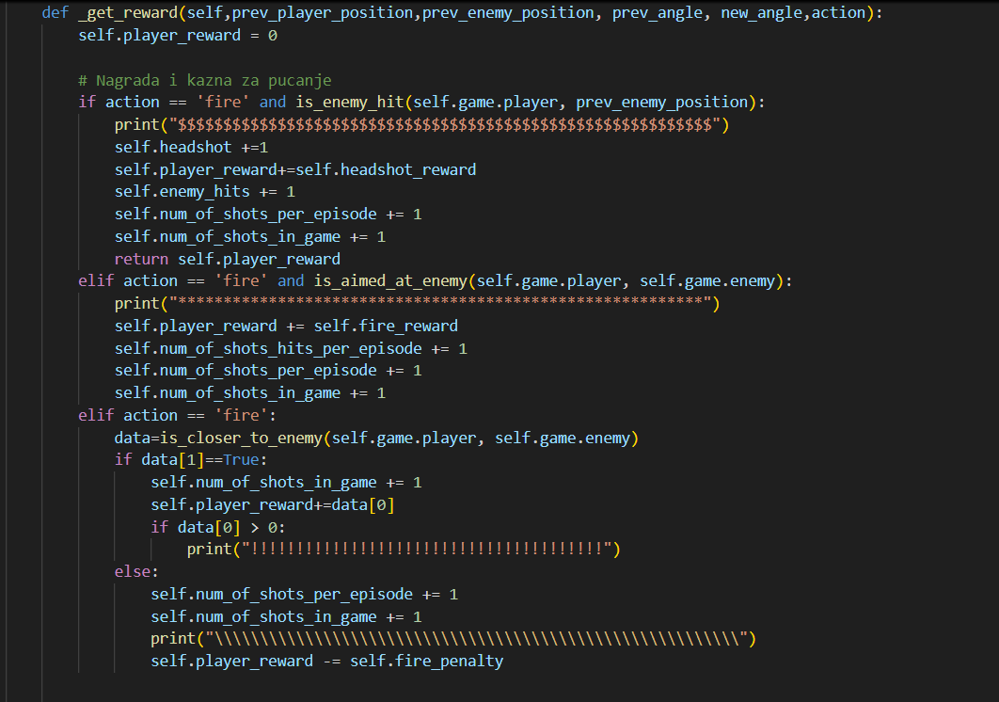 def _get_reward(self,prev_player_position,prev_enemy_position, prev_angle, new_angle,action):
self.player_reward = 0
# Nagrada i kazna za pucanje
if action == 'fire' and is_enemy_hit(self.game.player, prev_enemy_position):
print("$$$$$$$$$$$$$$$$$$$$$$$$$$$$$$$$$$$$$$$$$$$$$$$$$$$$$$$$$$$")
self.headshot +=1
self.player_reward+=self.headshot_reward
self.enemy_hits += 1
self.num_of_shots_per_episode += 1
self.num_of_shots_in_game += 1
return self.player_reward
elif action == 'fire' and is_aimed_at_enemy(self.game.player, self.game.enemy):
print("**********************************************************")
self.player_reward += self.fire_reward
self.num_of_shots_hits_per_episode += 1
self.num_of_shots_per_episode += 1
self.num_of_shots_in_game += 1
elif action == 'fire':
data=is_closer_to_enemy(self.game.player, self.game.enemy)
if data[1]==True:
self.num_of_shots_in_game += 1
self.player_reward+=data[0]
if data[0] > 0:
print("!!!!!!!!!!!!!!!!!!!!!!!!!!!!!!!!!!!!!!!")
else:
self.num_of_shots_per_episode += 1
self.num_of_shots_in_game += 1
print("\\\\\\\\\\\\\\\\\\\\\\\\\\\\\\\\\\\\\\\\\\\\\\\\\\\\\\\\\\")
self.player_reward -= self.fire_penalty